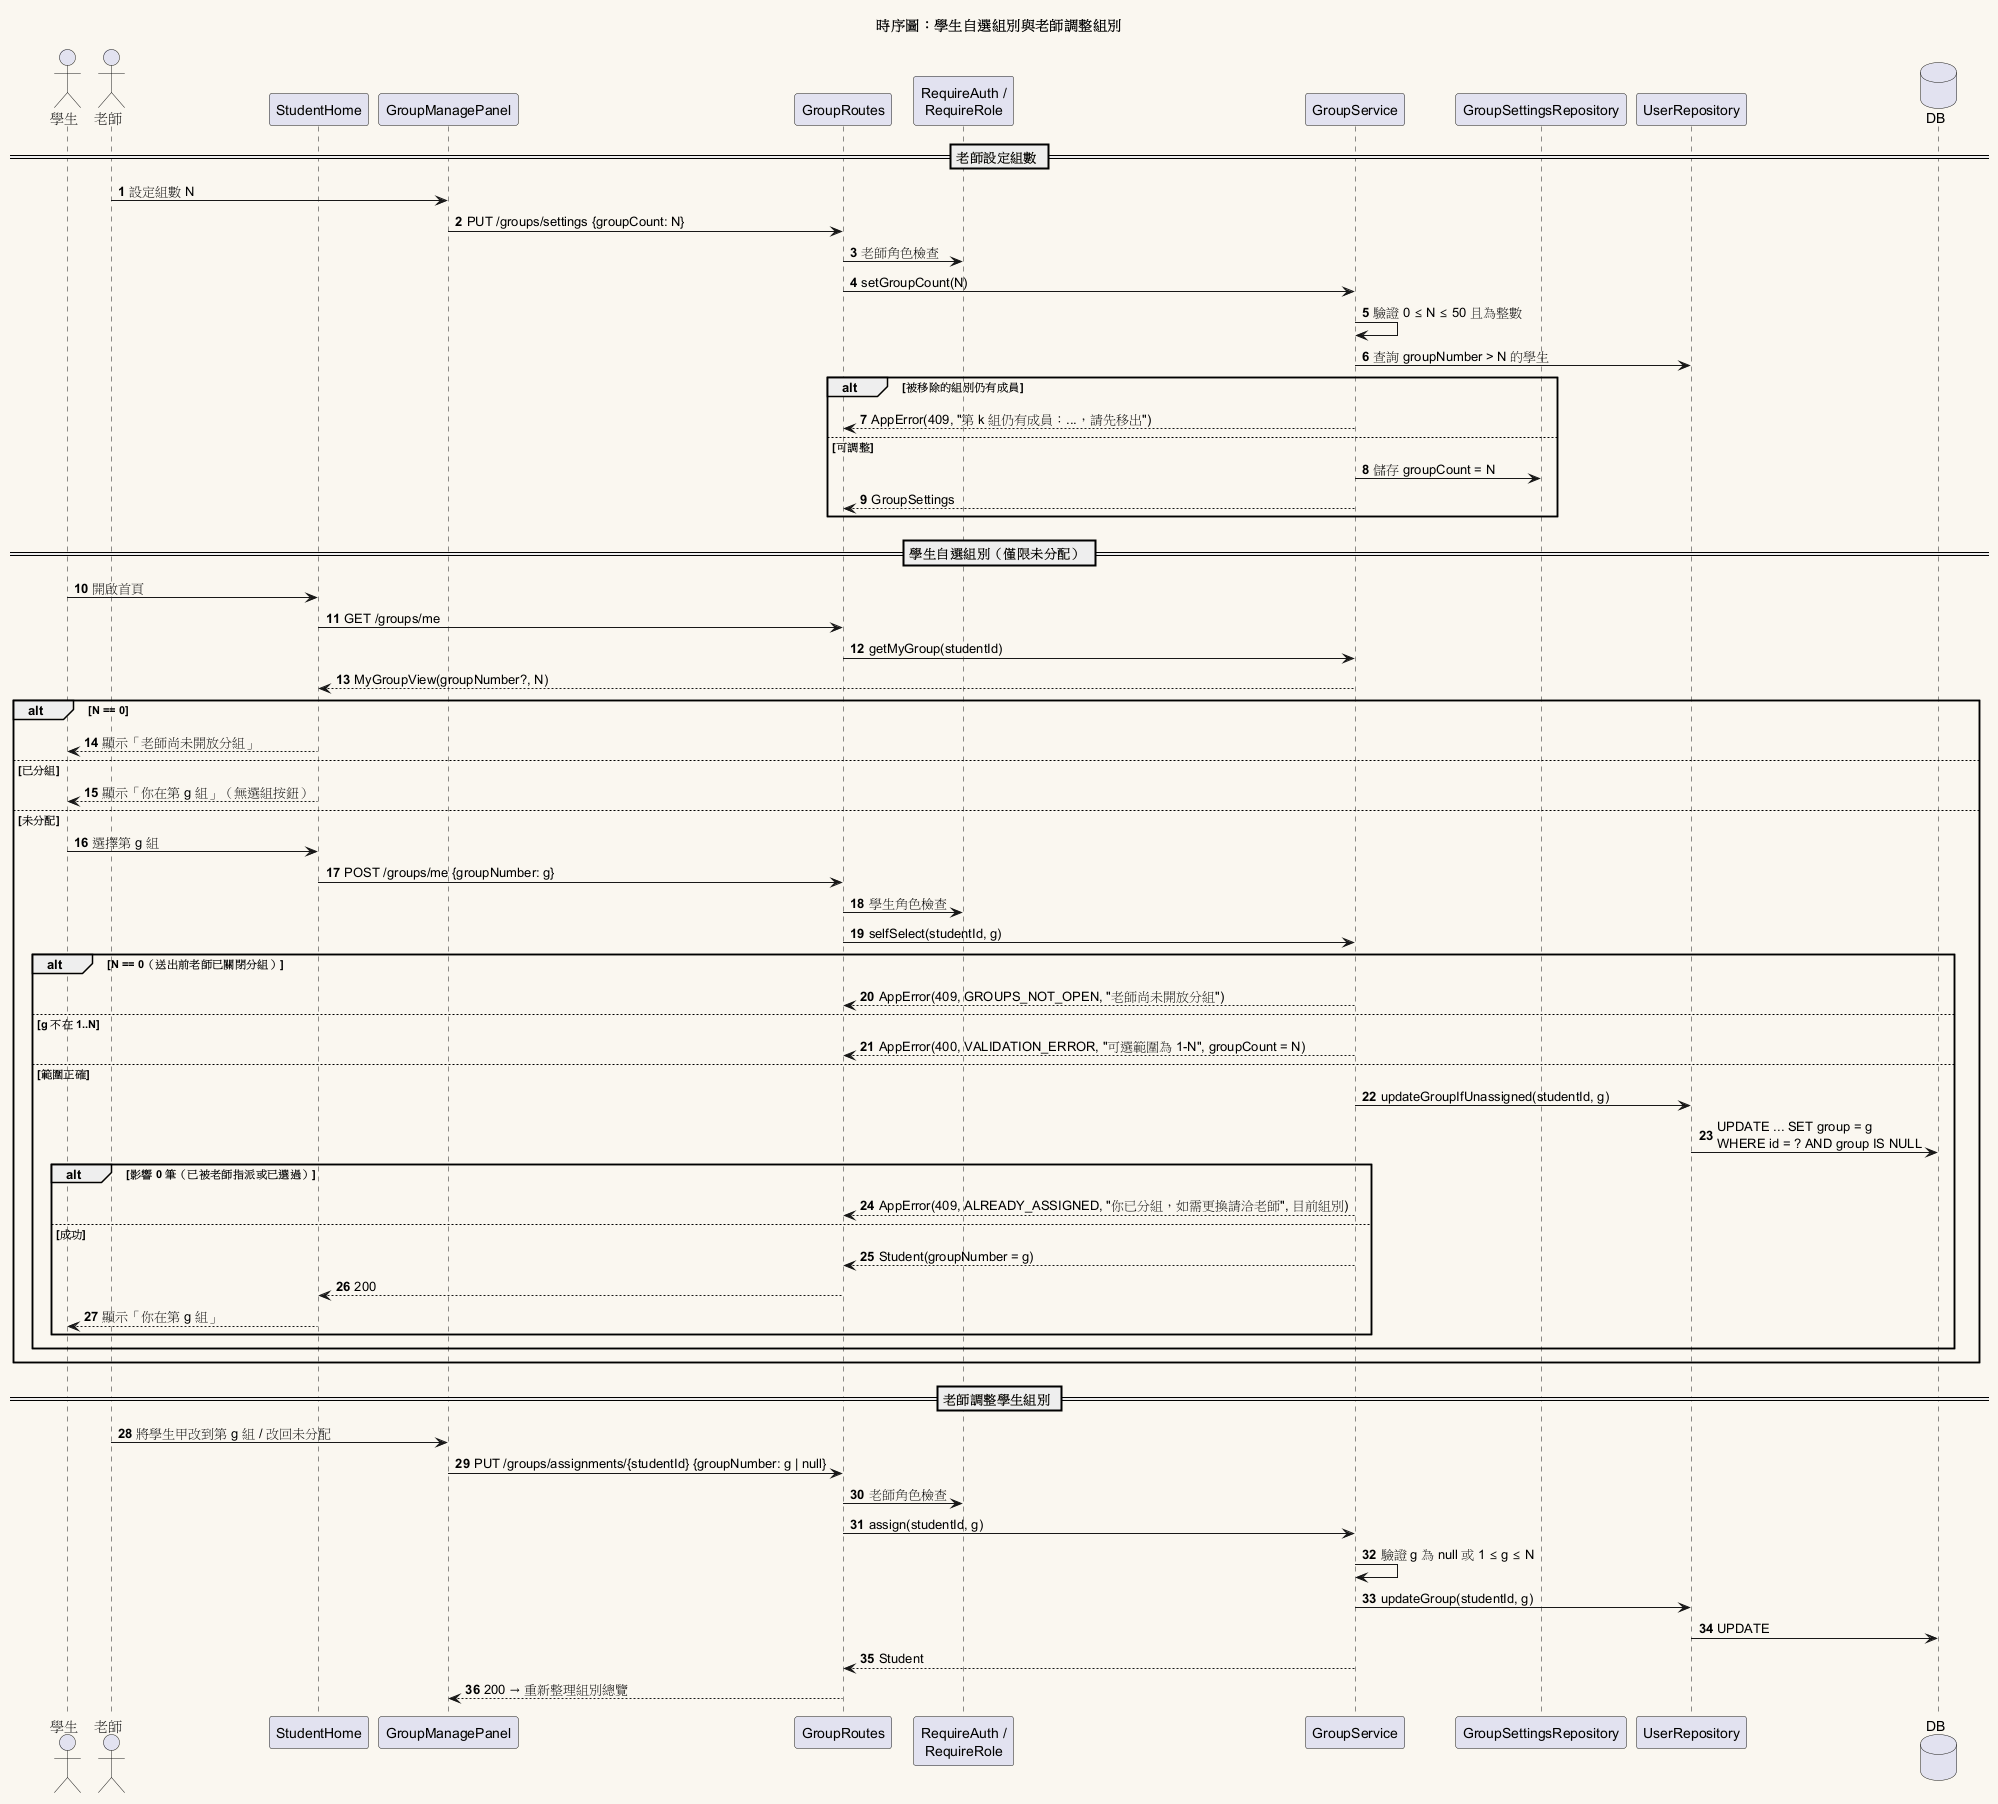 時序圖：學生自選組別與老師調整組別
學生
老師
StudentHome
GroupManagePanel
GroupRoutes
RequireAuth /
RequireRole
GroupService
GroupSettingsRepository
UserRepository
DB
老師設定組數
1 設定組數 N
2 PUT /groups/settings {groupCount: N}
3 老師角色檢查
4 setGroupCount(N)
5 驗證 0 ≤ N ≤ 50 且為整數
6 查詢 groupNumber > N 的學生
alt [被移除的組別仍有成員]
7 AppError(409, "第 k 組仍有成員：...，請先移出")
[可調整]
8 儲存 groupCount = N
9 GroupSettings
學生自選組別（僅限未分配）
10 開啟首頁
11 GET /groups/me
12 getMyGroup(studentId)
13 MyGroupView(groupNumber?, N)
alt [N == 0]
14 顯示「老師尚未開放分組」
[已分組]
15 顯示「你在第 g 組」（無選組按鈕）
[未分配]
16 選擇第 g 組
17 POST /groups/me {groupNumber: g}
18 學生角色檢查
19 selfSelect(studentId, g)
alt [N == 0（送出前老師已關閉分組）]
20 AppError(409, GROUPS_NOT_OPEN, "老師尚未開放分組")
[g 不在 1..N]
21 AppError(400, VALIDATION_ERROR, "可選範圍為 1-N", groupCount = N)
[範圍正確]
22 updateGroupIfUnassigned(studentId, g)
23 UPDATE ... SET group = g
WHERE id = ? AND group IS NULL
alt [影響 0 筆（已被老師指派或已選過）]
24 AppError(409, ALREADY_ASSIGNED, "你已分組，如需更換請洽老師", 目前組別)
[成功]
25 Student(groupNumber = g)
26 200
27 顯示「你在第 g 組」
老師調整學生組別
28 將學生甲改到第 g 組 / 改回未分配
29 PUT /groups/assignments/{studentId} {groupNumber: g | null}
30 老師角色檢查
31 assign(studentId, g)
32 驗證 g 為 null 或 1 ≤ g ≤ N
33 updateGroup(studentId, g)
34 UPDATE
35 Student
36 200 → 重新整理組別總覽
學生
老師
StudentHome
GroupManagePanel
GroupRoutes
RequireAuth /
RequireRole
GroupService
GroupSettingsRepository
UserRepository
DB